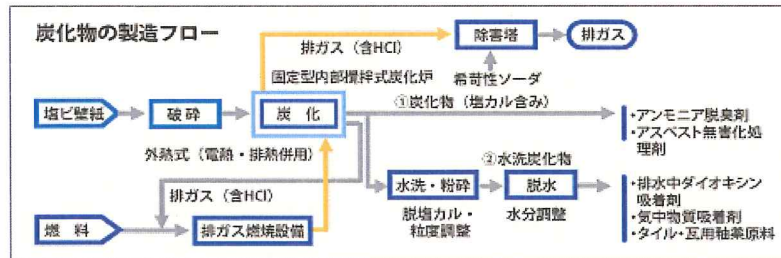 炭化物の製造フロー
排ガス（含HCl）
除害塔
排ガス
固定型内部攪拌式炭化炉
希苛性ソーダ
塩ビ壁紙
破砕
炭 化
①炭化物（塩カル含み）
・アンモニア脱臭剤
・アスベスト無害化処
理剤
外熱式（電熱・排熱併用）
排ガス（含HCl）
水洗・粉砕
②水洗炭化物
脱水
脱塩カル・
粒度調整
水分調整
・排水中ダイオキシン
吸着剤
・気中物質吸着剤
・タイル・瓦用釉薬原料
燃 料
排ガス燃焼設備